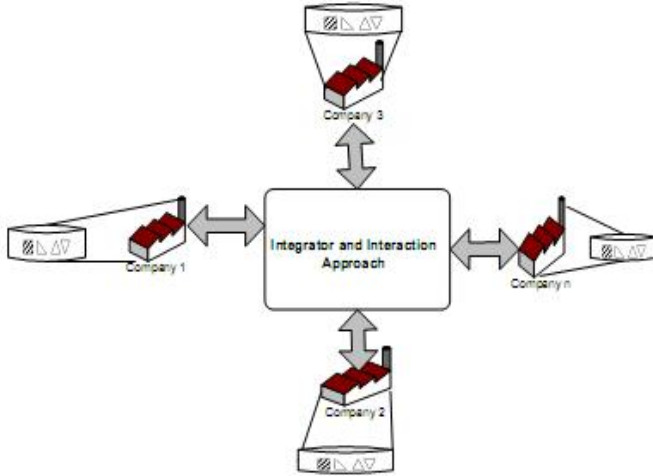 Company 3
Integrator and Interaction
Approach
Company 1
Company n
Company 2